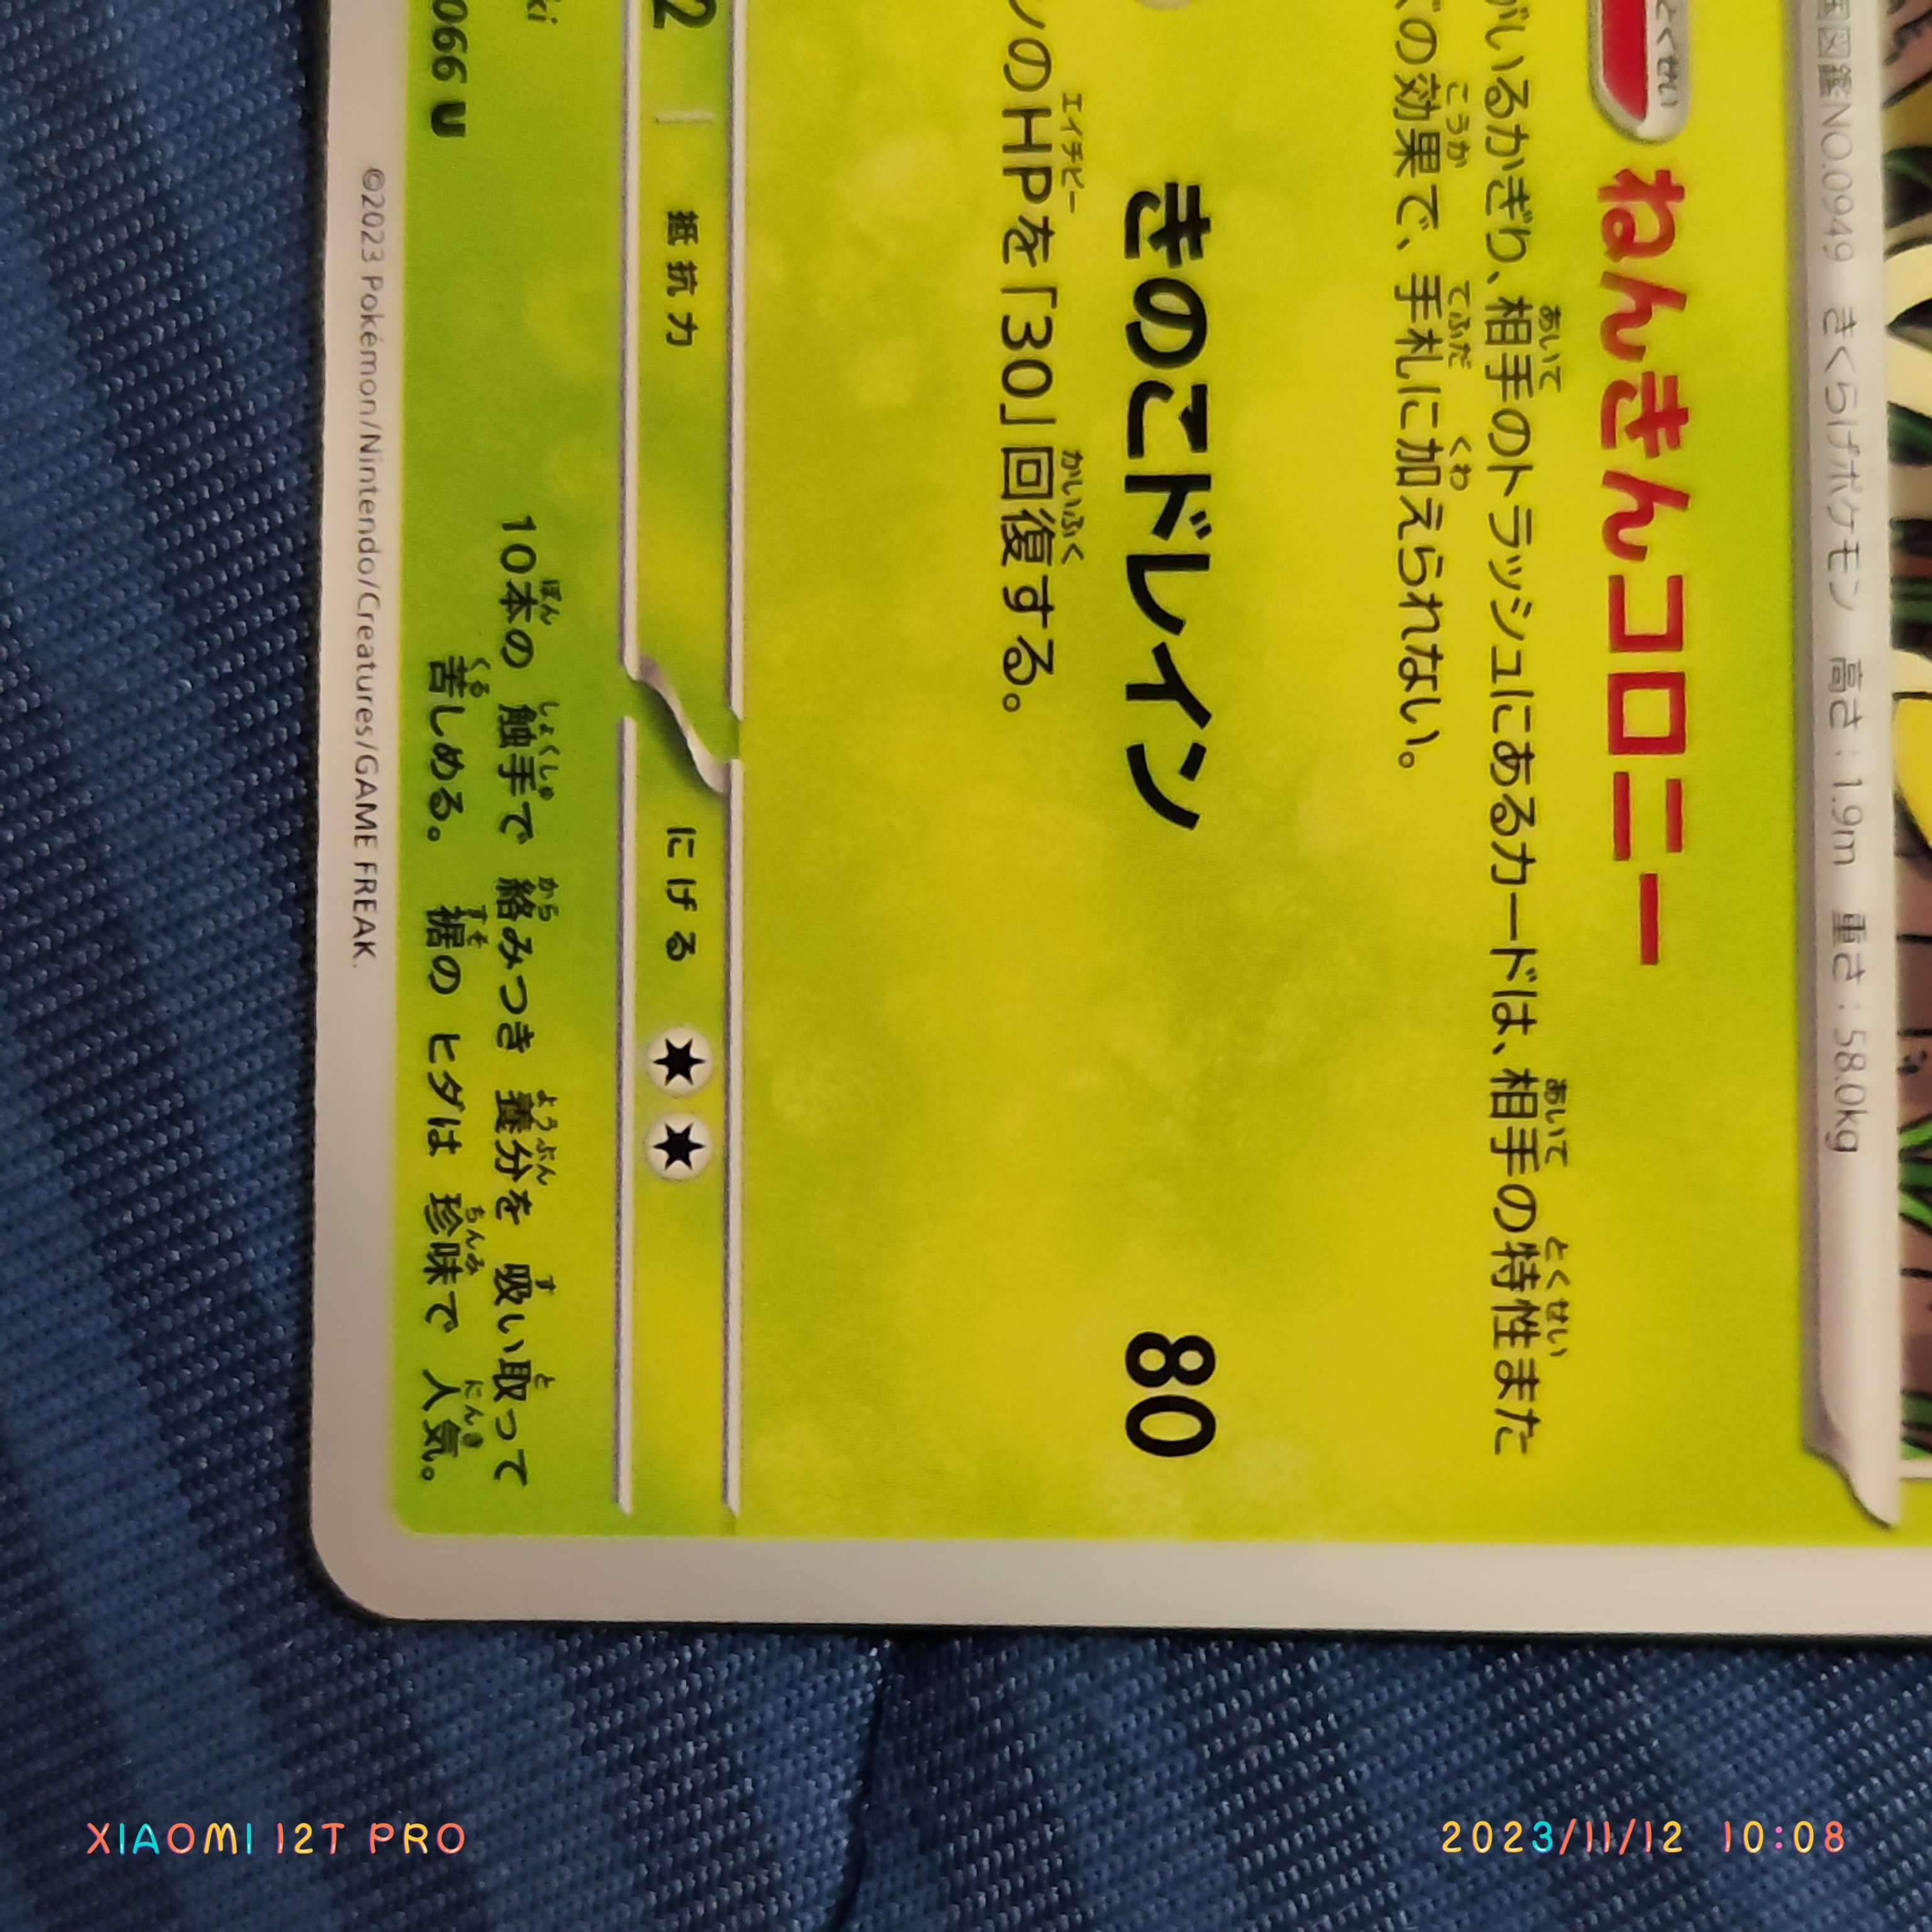 図鑑NO.0949 きくらげポケモン 高さ:1.9m 重さ:58.0kg
とくせい
ねんきんコロニー
がいるかぎり、相手のトラッシュにあるカードは、相手の特性また
の効果で、手札に加えられない。
きのこドレイン 80
ンのHPを「30」回復する。
2 抵抗力 にげる
10本の 触手で 絡みつき 養分を 吸い取って
苦しめる。 裾の ヒダは 珍味で 人気。
066 U
©2023 Pokémon/Nintendo/Creatures/GAME FREAK.
XIAOMI 12T PRO
2023/11/12 10:08